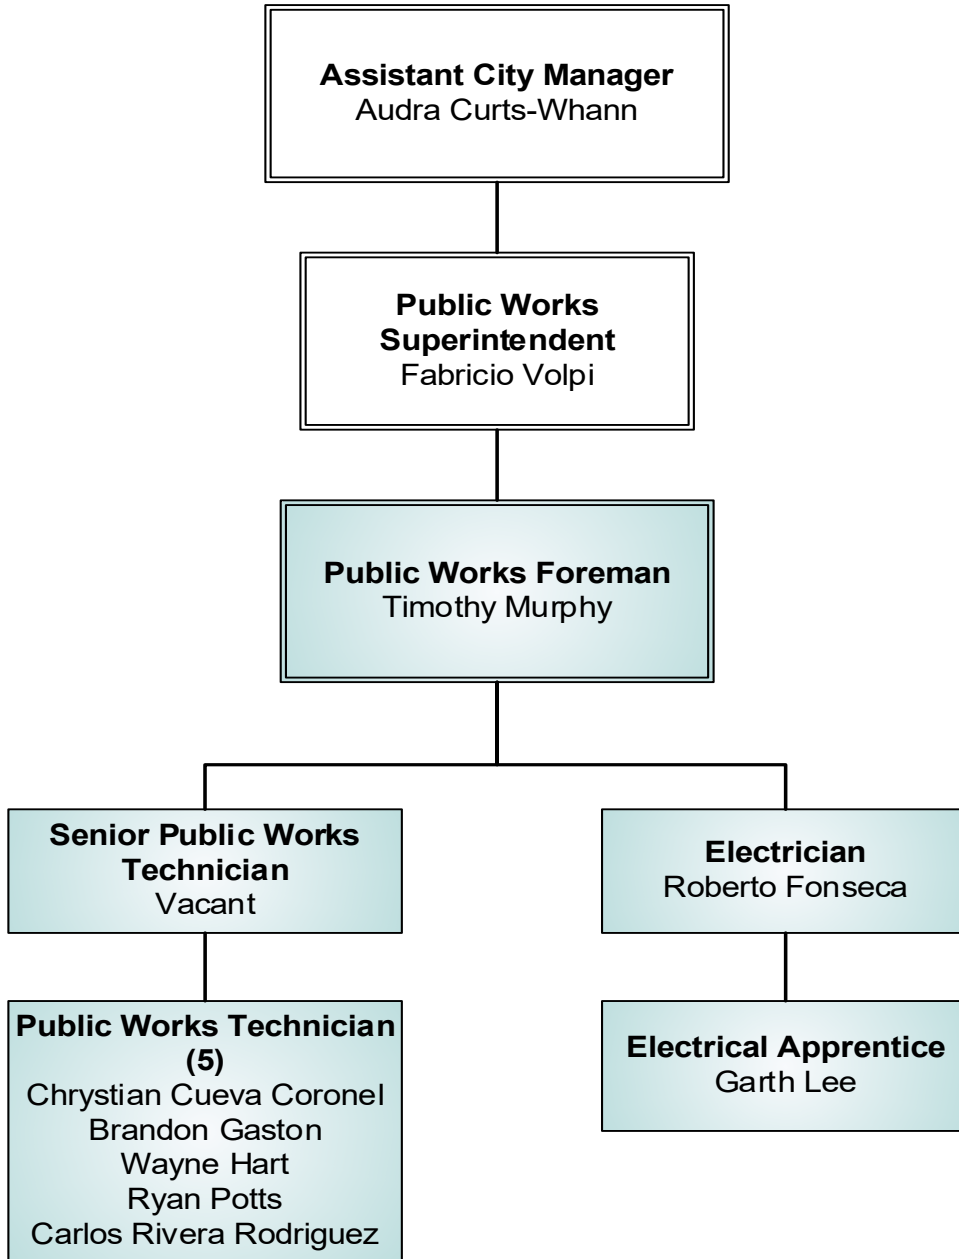 Assistant City Manager
Audra Curts-Whann
Public Works
Superintendent
Fabricio Volpi
Public Works Foreman
Timothy Murphy
Senior Public Works
Technician
Vacant
Electrician
Roberto Fonseca
Public Works Technician
(5)
Chrystian Cueva Coronel
Brandon Gaston
Wayne Hart
Ryan Potts
Carlos Rivera Rodriguez
Electrical Apprentice
Garth Lee